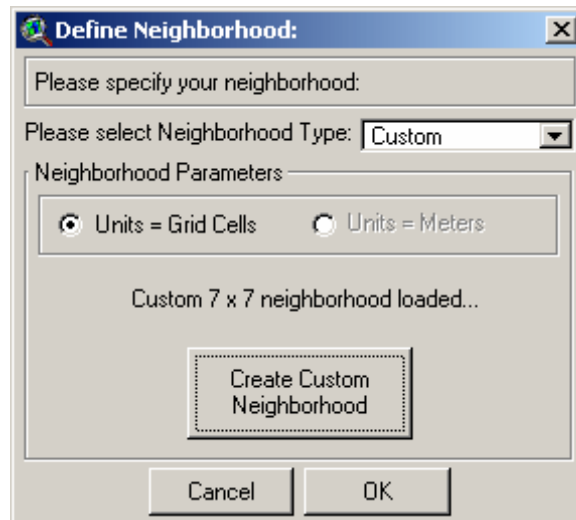 Define Neighborhood:
Please specify your neighborhood:
Please select Neighborhood Type: Custom
Neighborhood Parameters
Units = Grid Cells Units = Meters
Custom 7 x 7 neighborhood loaded...
Create Custom
Neighborhood
Cancel OK